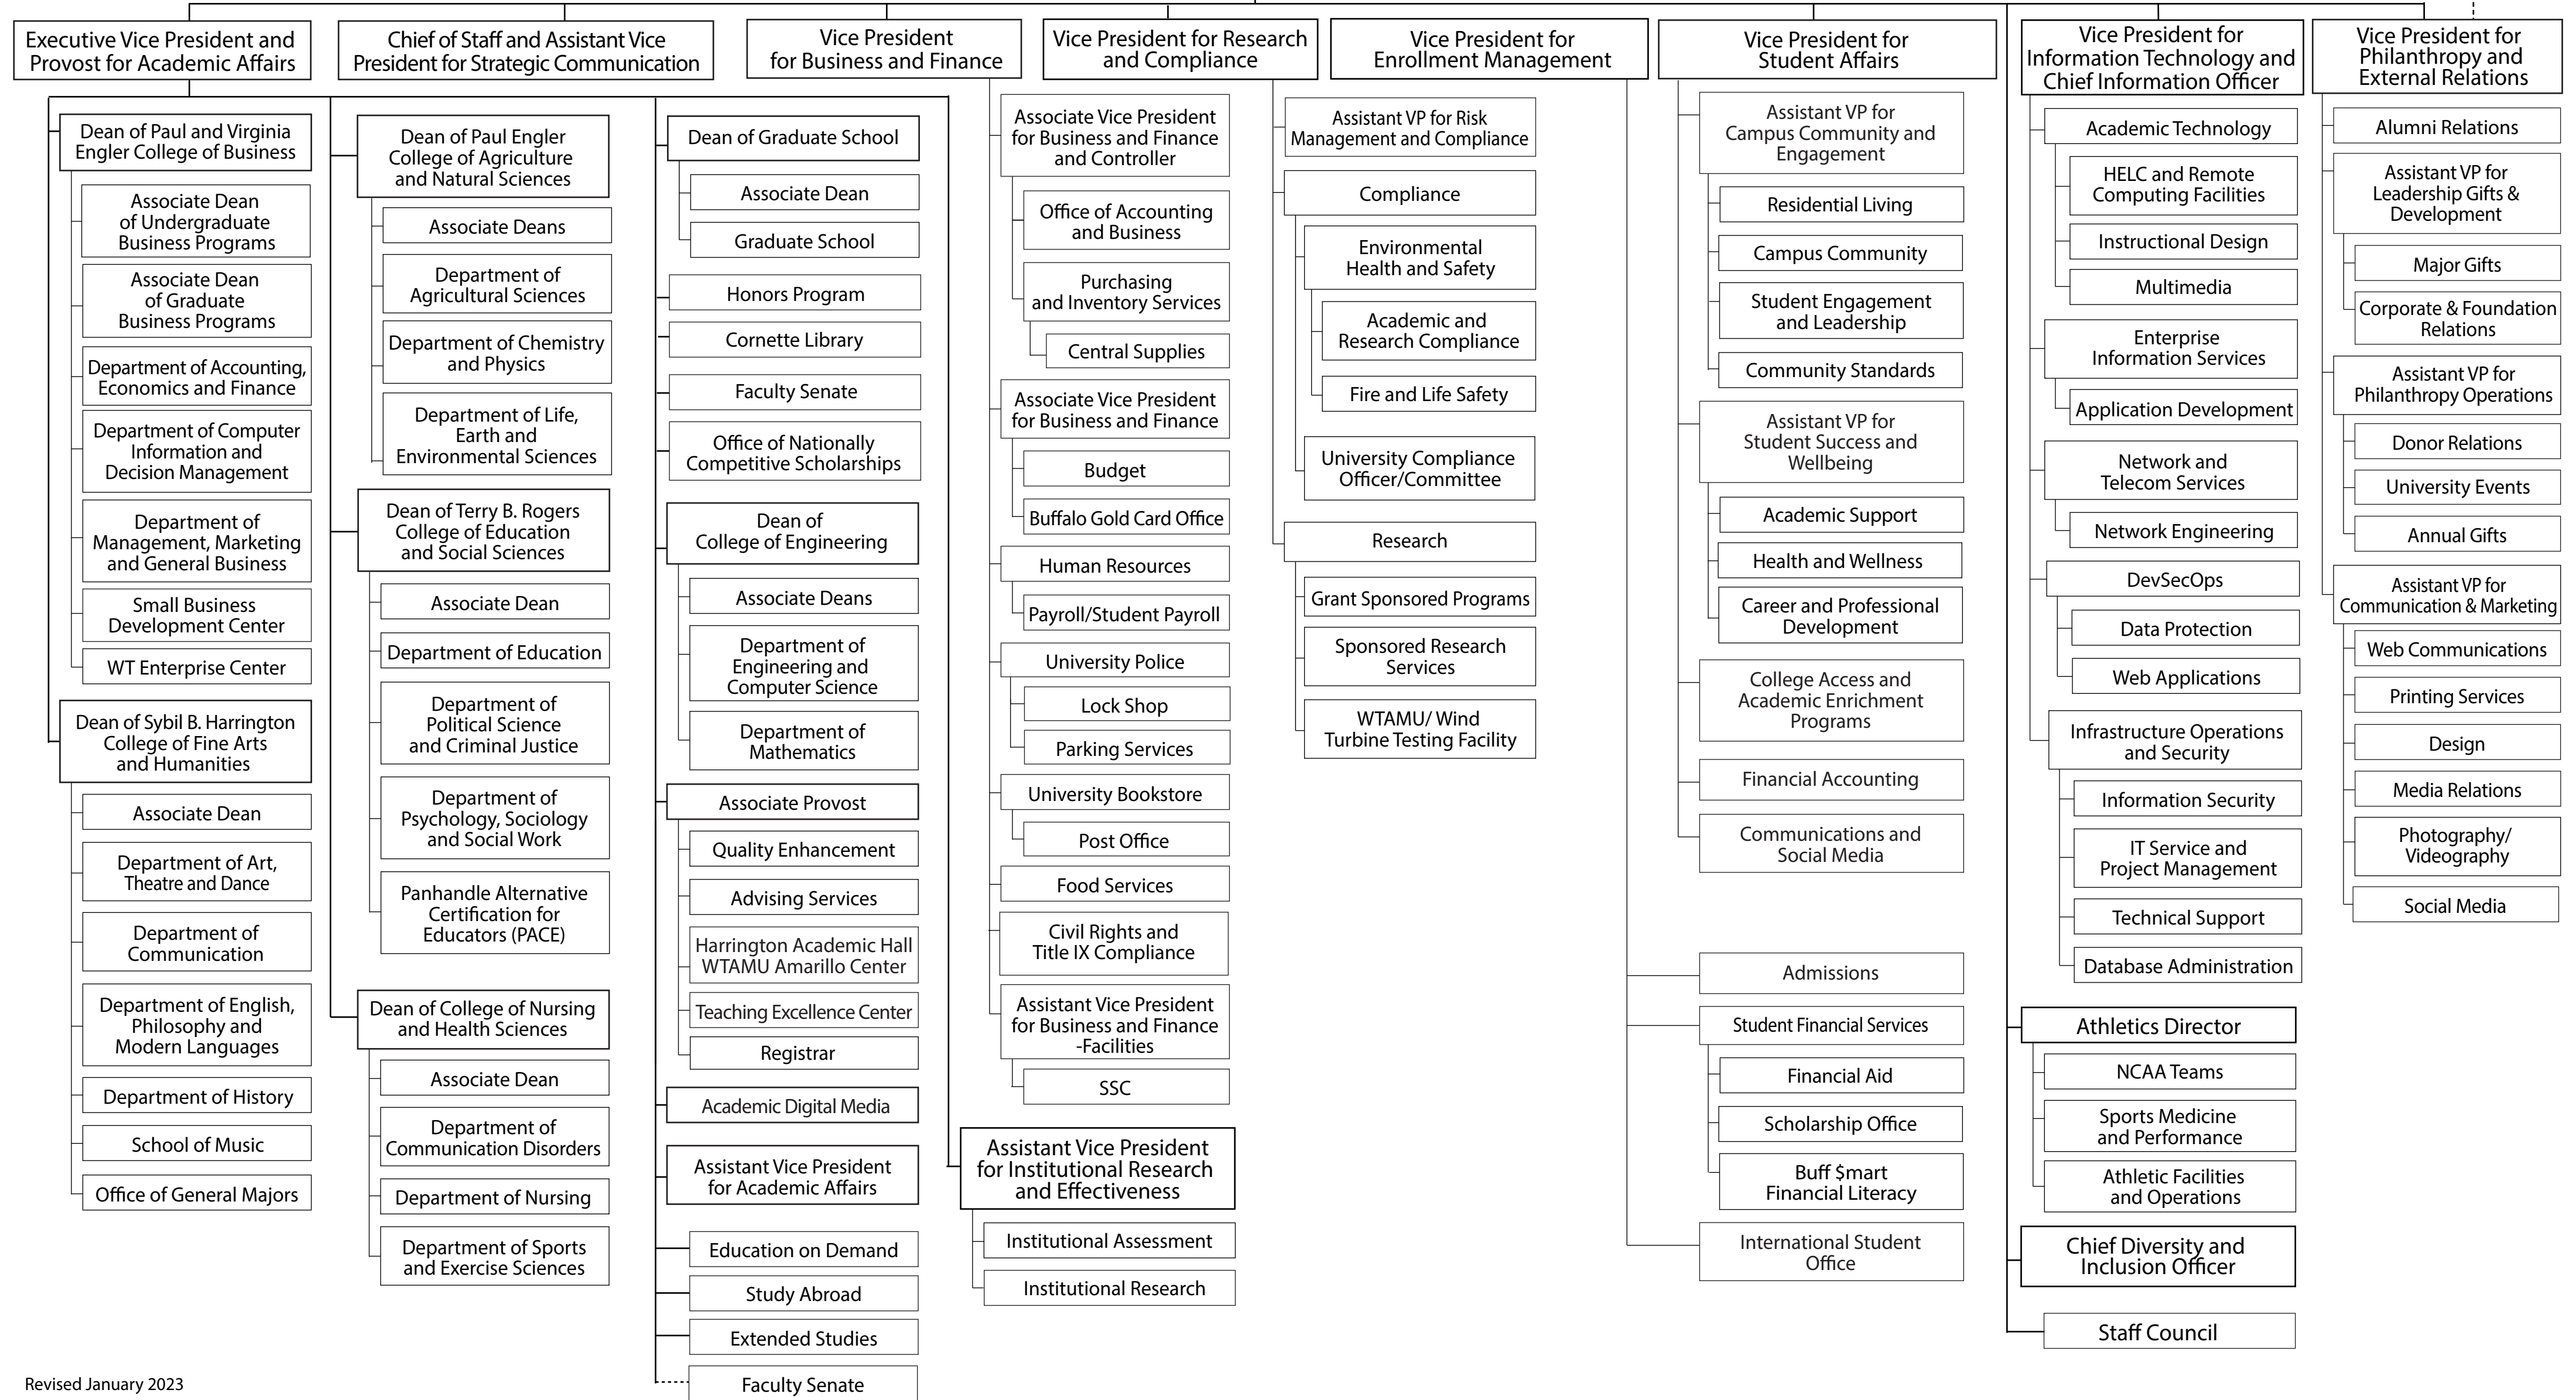 Executive Vice President and
Provost for Academic Affairs
Chief of Staff and Assistant Vice
President for Strategic Communication
Vice President
for Business and Finance
Vice President for Research
and Compliance
Vice President for
Enrollment Management
Vice President for
Student Affairs
Vice President for
Information Technology and
Chief Information Officer
Vice President for
Philanthropy and
External Relations
Dean of Paul and Virginia
Engler College of Business
Associate Dean
of Undergraduate
Business Programs
Associate Dean
of Graduate
Business Programs
Department of Accounting,
Economics and Finance
Department of Computer
Information and
Decision Management
Department of
Management, Marketing
and General Business
Small Business
Development Center
WT Enterprise Center
Dean of Sybil B. Harrington
College of Fine Arts
and Humanities
Associate Dean
Department of Art,
Theatre and Dance
Department of
Communication
Department of English,
Philosophy and
Modern Languages
Department of History
School of Music
Office of General Majors
Dean of Paul Engler
College of Agriculture
and Natural Sciences
Associate Deans
Department of
Agricultural Sciences
Department of Chemistry
and Physics
Department of Life,
Earth and
Environmental Sciences
Dean of Terry B. Rogers
College of Education
and Social Sciences
Associate Dean
Department of Education
Department of
Political Science
and Criminal Justice
Department of
Psychology, Sociology
and Social Work
Panhandle Alternative
Certification for
Educators (PACE)
Dean of College of Nursing
and Health Sciences
Associate Dean
Department of
Communication Disorders
Department of Nursing
Department of Sports
and Exercise Sciences
Dean of Graduate School
Associate Dean
Graduate School
Honors Program
Cornette Library
Faculty Senate
Office of Nationally
Competitive Scholarships
Dean of
College of Engineering
Associate Deans
Department of
Engineering and
Computer Science
Department of
Mathematics
Associate Provost
Quality Enhancement
Advising Services
Harrington Academic Hall
WTAMU Amarillo Center
Teaching Excellence Center
Registrar
Academic Digital Media
Assistant Vice President
for Academic Affairs
Education on Demand
Study Abroad
Extended Studies
Faculty Senate
Associate Vice President
for Business and Finance
and Controller
Office of Accounting
and Business
Purchasing
and Inventory Services
Central Supplies
Associate Vice President
for Business and Finance
Budget
Buffalo Gold Card Office
Human Resources
Payroll/Student Payroll
University Police
Lock Shop
Parking Services
University Bookstore
Post Office
Food Services
Civil Rights and
Title IX Compliance
Assistant Vice President
for Business and Finance
-Facilities
SSC
Assistant Vice President
for Institutional Research
and Effectiveness
Institutional Assessment
Institutional Research
Assistant VP for Risk
Management and Compliance
Compliance
Environmental
Health and Safety
Academic and
Research Compliance
Fire and Life Safety
University Compliance
Officer/Committee
Research
Grant Sponsored Programs
Sponsored Research
Services
WTAMU/ Wind
Turbine Testing Facility
Assistant VP for
Campus Community and
Engagement
Residential Living
Campus Community
Student Engagement
and Leadership
Community Standards
Assistant VP for
Student Success and
Wellbeing
Academic Support
Health and Wellness
Career and Professional
Development
College Access and
Academic Enrichment
Programs
Financial Accounting
Communications and
Social Media
Admissions
Student Financial Services
Financial Aid
Scholarship Office
Buff $mart
Financial Literacy
International Student
Office
Academic Technology
HELC and Remote
Computing Facilities
Instructional Design
Multimedia
Enterprise
Information Services
Application Development
Network and
Telecom Services
Network Engineering
DevSecOps
Data Protection
Web Applications
Infrastructure Operations
and Security
Information Security
IT Service and
Project Management
Technical Support
Database Administration
Athletics Director
NCAA Teams
Sports Medicine
and Performance
Athletic Facilities
and Operations
Chief Diversity and
Inclusion Officer
Staff Council
Alumni Relations
Assistant VP for
Leadership Gifts &
Development
Major Gifts
Corporate & Foundation
Relations
Assistant VP for
Philanthropy Operations
Donor Relations
University Events
Annual Gifts
Assistant VP for
Communication & Marketing
Web Communications
Printing Services
Design
Media Relations
Photography/
Videography
Social Media
Revised January 2023